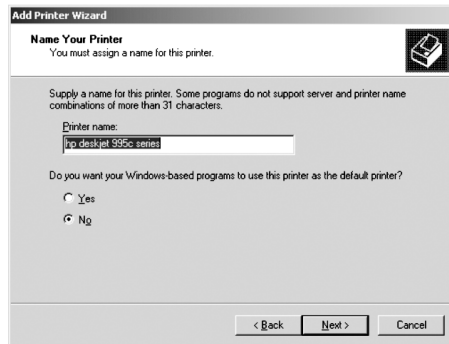 Add Printer Wizard
Name Your Printer
You must assign a name for this printer.
Supply a name for this printer. Some programs do not support server and printer name
combinations of more than 31 characters.
Printer name:
hp deskjet 995c series
Do you want your Windows-based programs to use this printer as the default printer?
Yes
No
< Back Next > Cancel